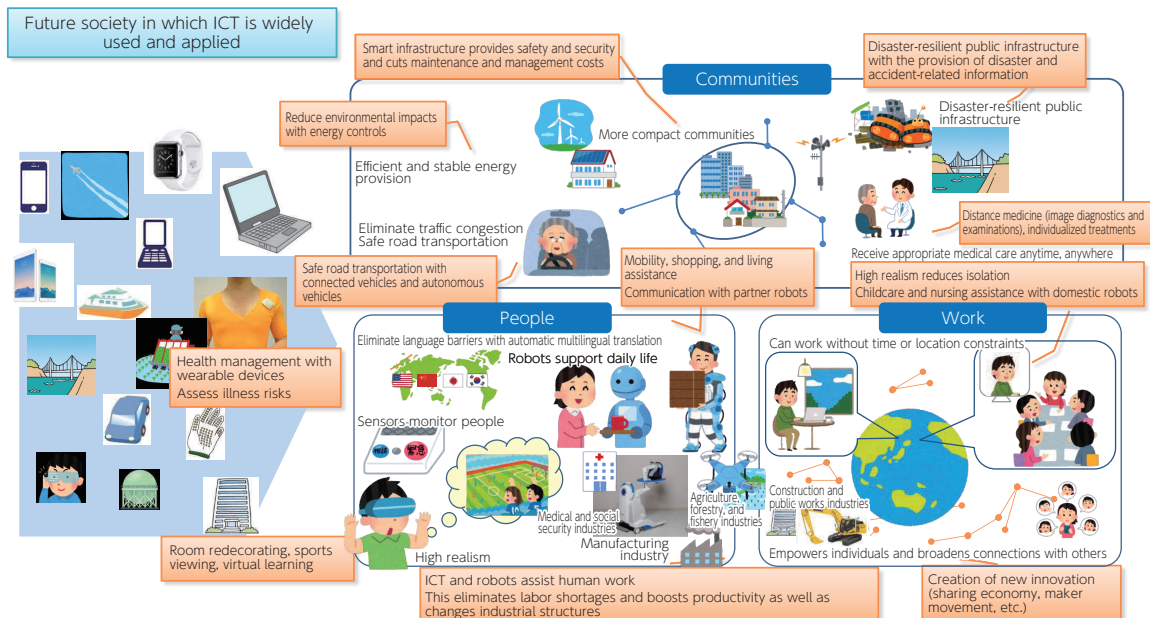 Future society in which ICT is widely
used and applied
Smart infrastructure provides safety and security
and cuts maintenance and management costs
Communities
Disaster-resilient public infrastructure
with the provision of disaster and
accident-related information
Disaster-resilient public
infrastructure
Reduce environmental impacts
with energy controls
More compact communities
Efficient and stable energy
provision
Eliminate traffic congestion
Safe road transportation
Distance medicine (image diagnostics and
examinations), individualized treatments
Receive appropriate medical care anytime, anywhere
Safe road transportation with
connected vehicles and autonomous
vehicles
Mobility, shopping, and living
assistance
Communication with partner robots
High realism reduces isolation
Childcare and nursing assistance with domestic robots
People
Eliminate language barriers with automatic multilingual translation
Robots support daily life
Sensors monitor people
Health management with
wearable devices
Assess illness risks
Medical and social
security industries
Manufacturing
industry
Agriculture,
forestry, and
fishery industries
High realism
Room redecorating, sports
viewing, virtual learning
ICT and robots assist human work
This eliminates labor shortages and boosts productivity as well as
changes industrial structures
Work
Can work without time or location constraints
Construction and
public works industries
Empowers individuals and broadens connections with others
Creation of new innovation
(sharing economy, maker
movement, etc.)